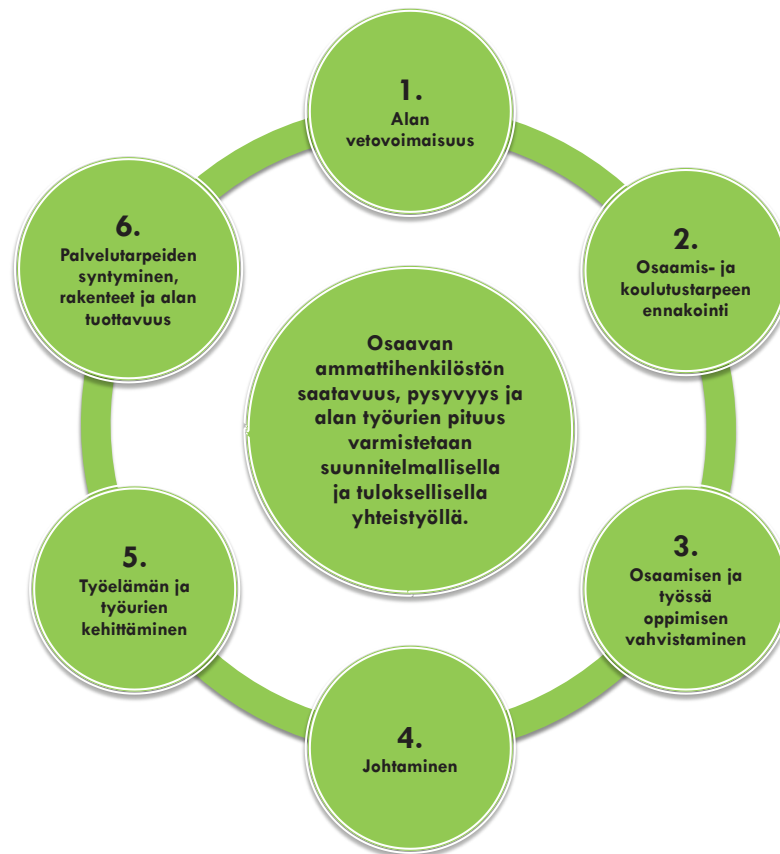 1.
Alan
vetovoimaisuus
2.
Osaamis- ja
koulutustarpeen
ennakointi
3.
Osaamisen ja
työssä
oppimisen
vahvistaminen
4.
Johtaminen
5.
Työelämän ja
työurien
kehittäminen
6.
Palvelutarpeiden
syntyminen,
rakenteet ja alan
tuottavuus
Osaavan
ammattihenkilöstön
saatavuus, pysyvyys ja
alan työurien pituus
varmistetaan
suunnitelmallisella
ja tuloksellisella
yhteistyöllä.